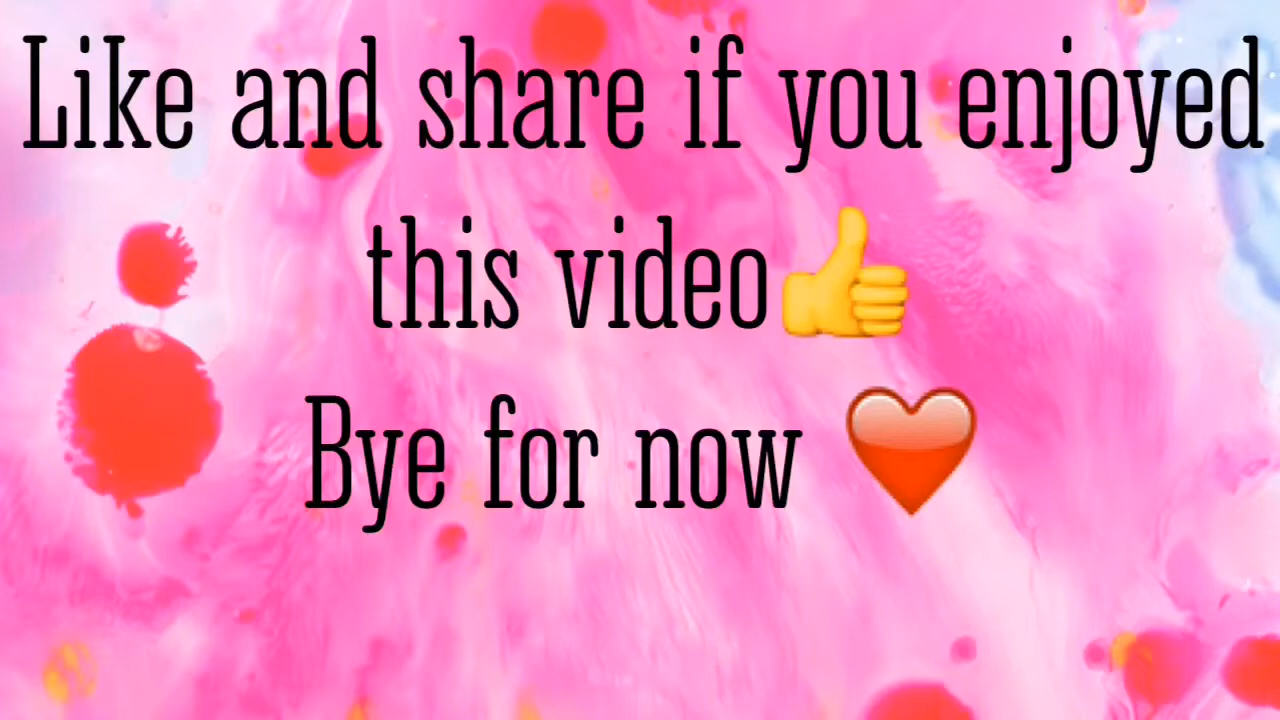 Like and share if you enjoyed
this video👍
Bye for now ❤️